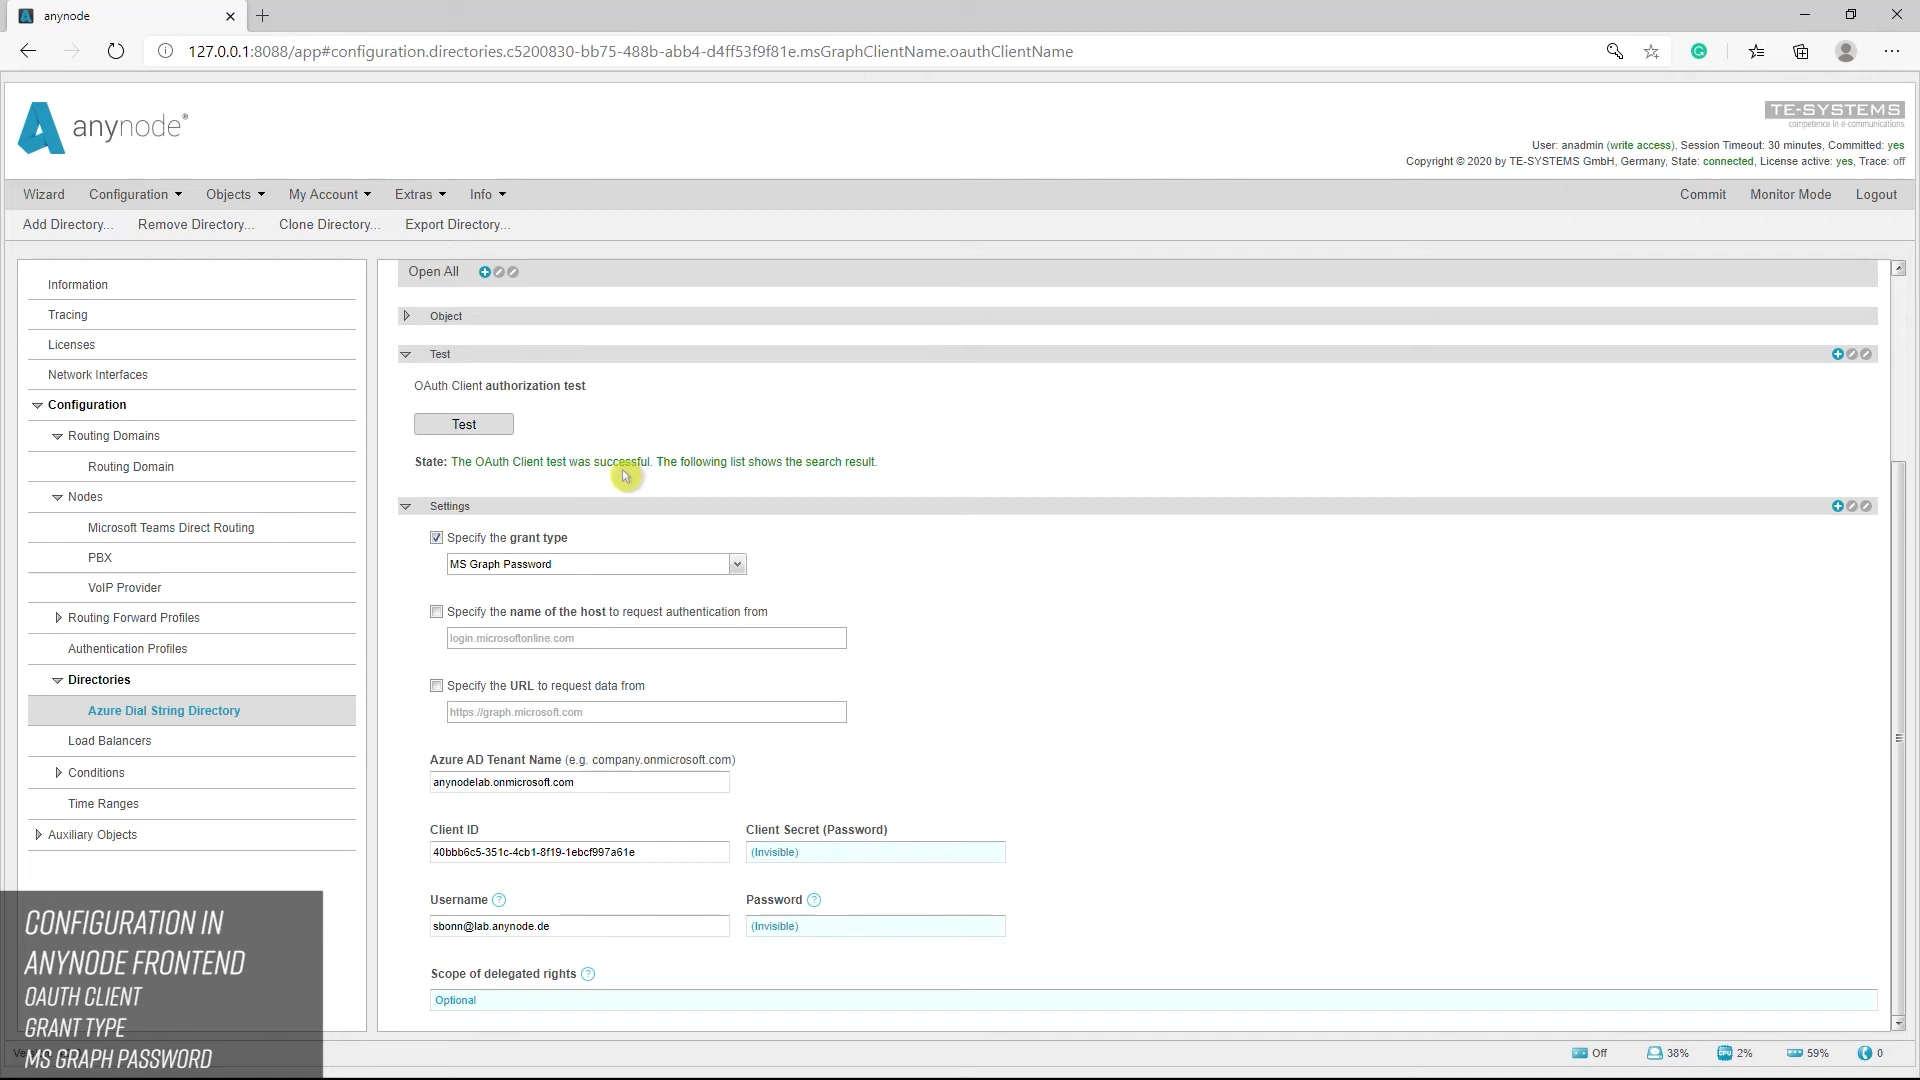 anynode
127.0.0.1:8088/app#configuration.directories.c5200830-bb75-488b-abb4-d4ff53f9f81e.msGraphClientName.oauthClientName
anynode®
TE-SYSTEMS
competence in e-communications.
User: anadmin (write access), Session Timeout: 30 minutes, Committed: yes
Copyright © 2020 by TE-SYSTEMS GmbH, Germany, State: connected, License active: yes, Trace: off
Wizard Configuration Objects My Account Extras Info Commit Monitor Mode Logout
Add Directory... Remove Directory... Clone Directory... Export Directory...
Information
Tracing
Licenses
Network Interfaces
Configuration
Routing Domains
Routing Domain
Nodes
Microsoft Teams Direct Routing
PBX
VoIP Provider
Routing Forward Profiles
Authentication Profiles
Directories
Azure Dial String Directory
Load Balancers
Conditions
Time Ranges
Auxiliary Objects
Open All
Object
Test
OAuth Client authorization test
Test
State: The OAuth Client test was successful. The following list shows the search result.
Settings
Specify the grant type
MS Graph Password
Specify the name of the host to request authentication from
login.microsoftonline.com
Specify the URL to request data from
https://graph.microsoft.com
Azure AD Tenant Name (e.g. company.onmicrosoft.com)
anynodelab.onmicrosoft.com
Client ID Client Secret (Password)
40bbb6c5-351c-4cb1-8f19-1ebcf997a61e (Invisible)
Username ? Password ?
sbonn@lab.anynode.de (Invisible)
Scope of delegated rights ?
Optional
CONFIGURATION IN
ANYNODE FRONTEND
OAUTH CLIENT
GRANT TYPE
MS GRAPH PASSWORD
Off 38% CPU 2% 59% 0